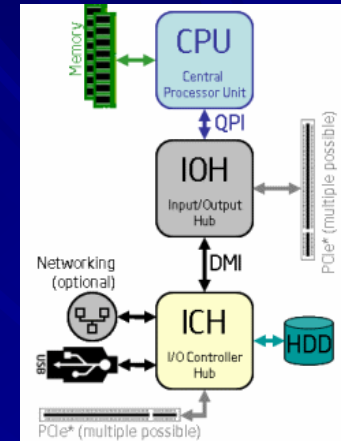 Memory
CPU
Central
Processor Unit
QPI
IOH
Input/Output
Hub
PCIe* (multiple possible)
DMI
Networking
(optional)
ICH
I/O Controller
Hub
HDD
USB
PCIe* (multiple possible)